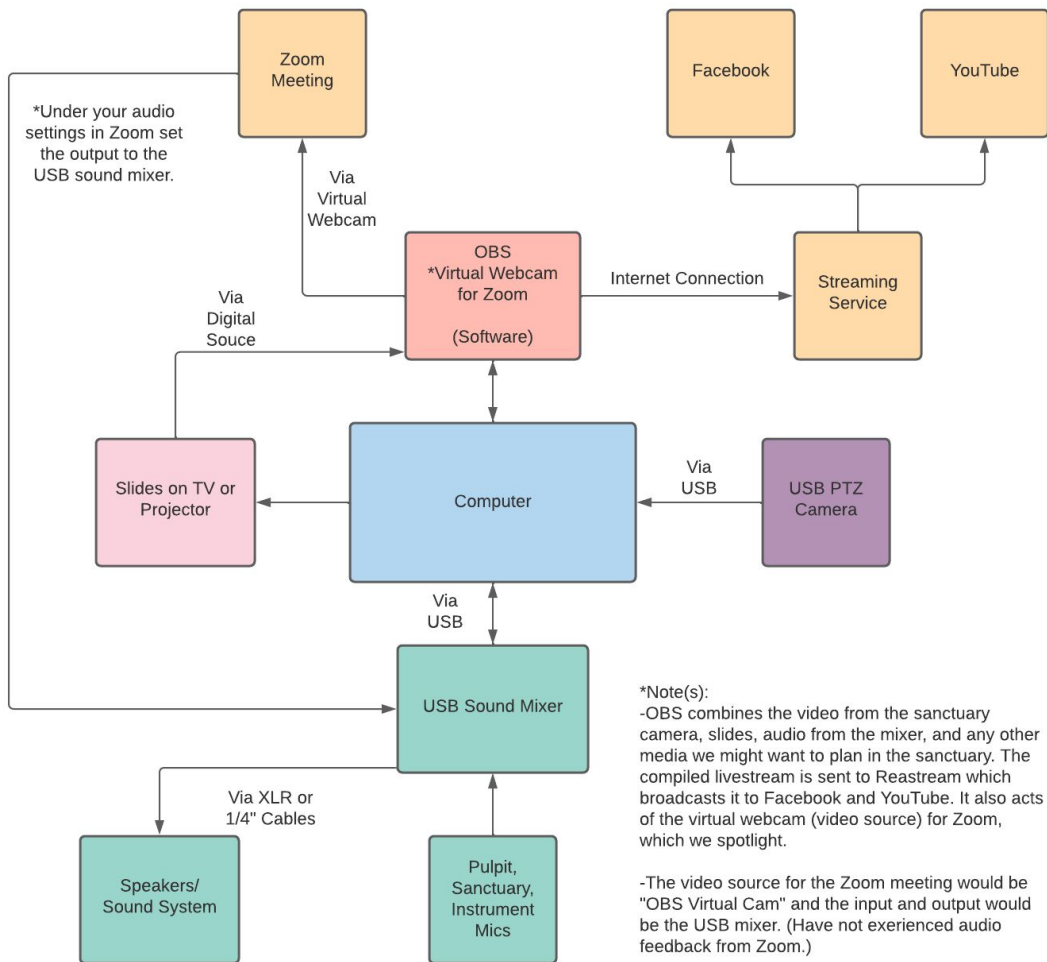 Zoom
Meeting
Facebook
YouTube
*Under your audio
settings in Zoom set
the output to the
USB sound mixer.
Via
Virtual
Webcam
OBS
*Virtual Webcam
for Zoom
(Software)
Internet Connection
Streaming
Service
Via
Digital
Souce
Slides on TV or
Projector
Computer
Via
USB
USB PTZ
Camera
Via
USB
USB Sound Mixer
Via XLR or
1/4" Cables
Speakers/
Sound System
Pulpit,
Sanctuary,
Instrument
Mics
*Note(s):
-OBS combines the video from the sanctuary
camera, slides, audio from the mixer, and any other
media we might want to plan in the sanctuary. The
compiled livestream is sent to Reastream which
broadcasts it to Facebook and YouTube. It also acts
of the virtual webcam (video source) for Zoom,
which we spotlight.
-The video source for the Zoom meeting would be
"OBS Virtual Cam" and the input and output would
be the USB mixer. (Have not exerienced audio
feedback from Zoom.)